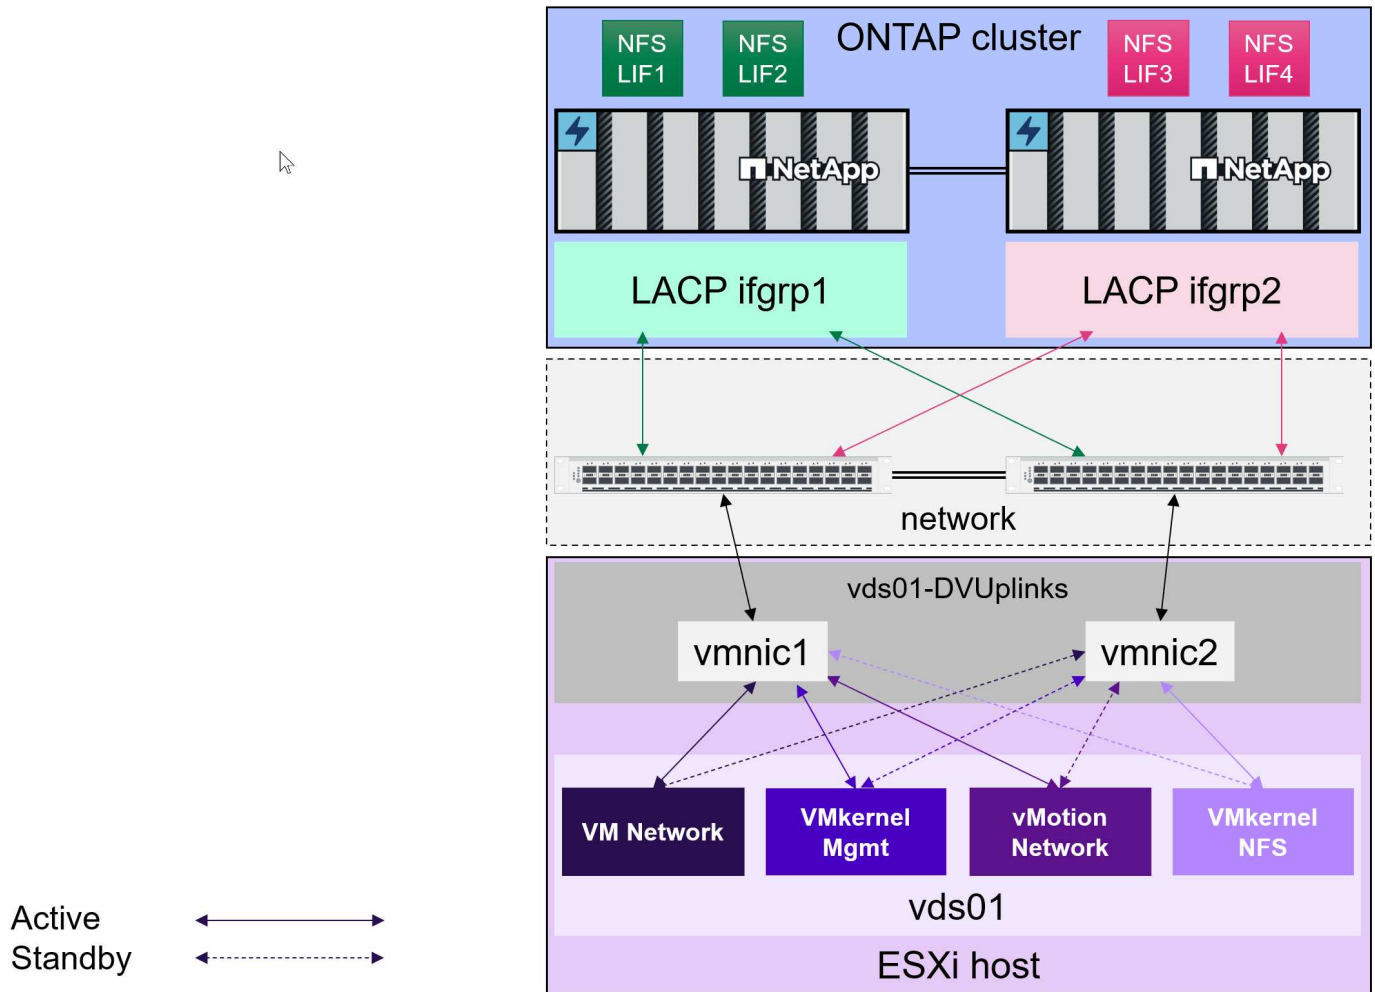 ONTAP cluster
NFS
LIF1
NFS
LIF2
NFS
LIF3
NFS
LIF4
NetApp
NetApp
LACP ifgrp1
LACP ifgrp2
network
vds01-DVUplinks
vmnic1
vmnic2
VM Network
VMkernel
Mgmt
vMotion
Network
VMkernel
NFS
vds01
ESXi host
Active
Standby